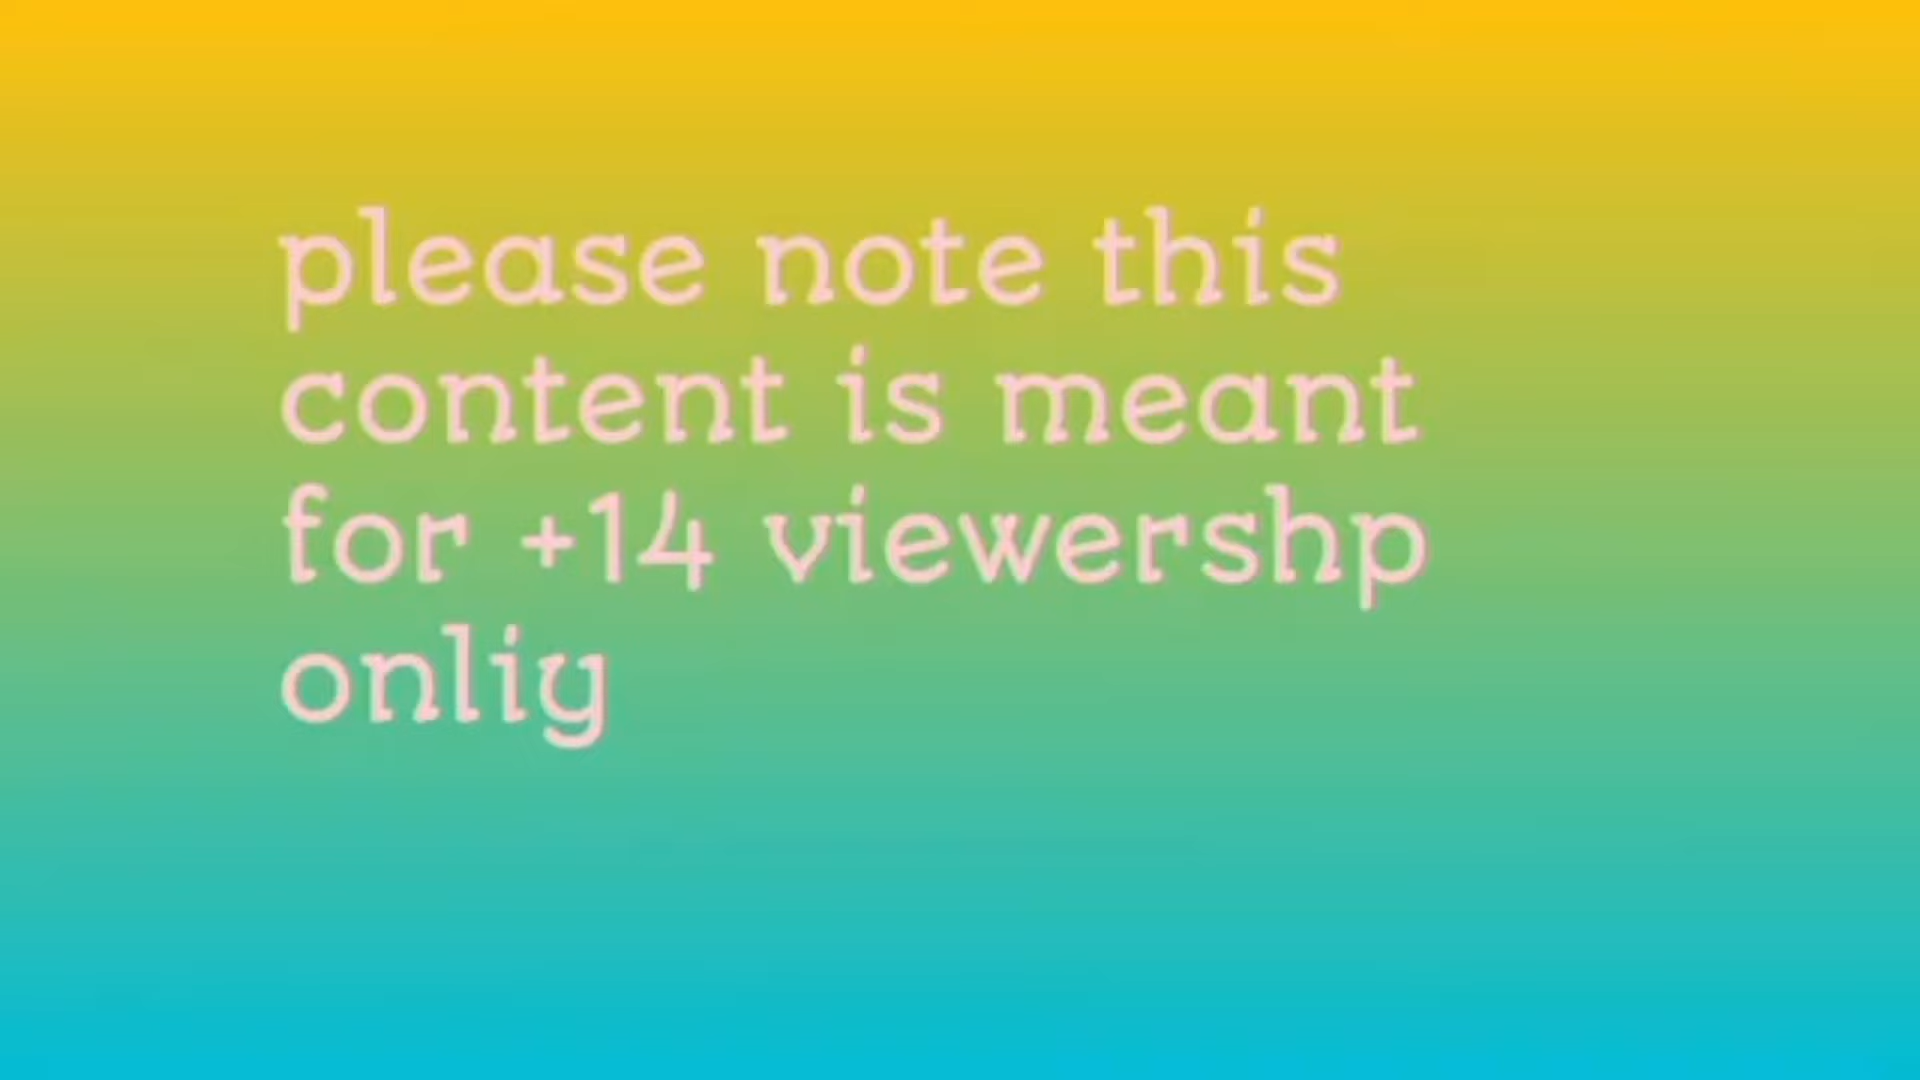 please note this
content is meant
for +14 viewershp
onliy